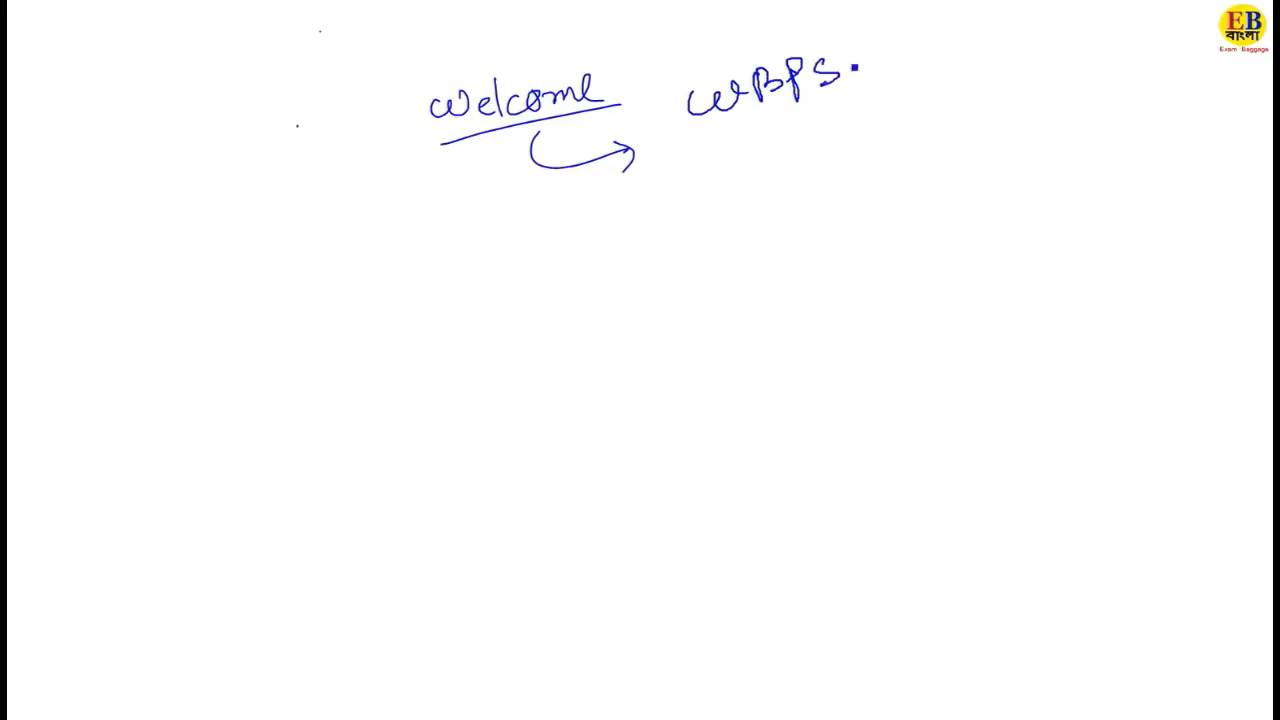 welcome WBPS
EB
বাংলা
Exam Baggage